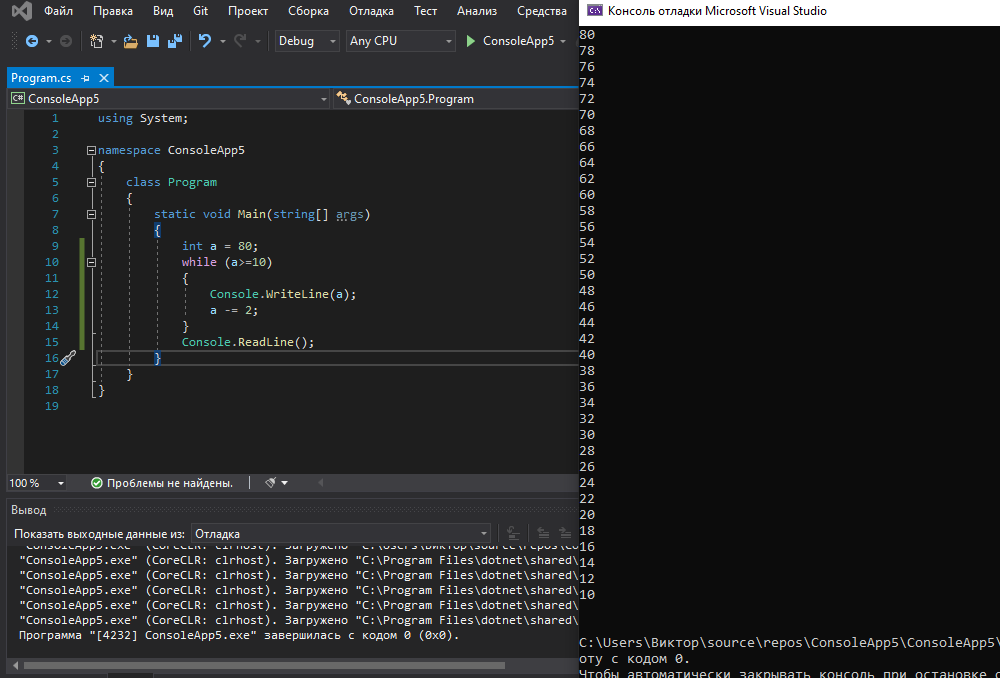 Файл Правка Вид Git Проект Сборка Отладка Тест Анализ Средства
Debug Any CPU ConsoleApp5
Program.cs
ConsoleApp5 ConsoleApp5.Program
1 using System;
2
3 namespace ConsoleApp5
4 {
5 class Program
6 {
7 static void Main(string[] args)
8 {
9 int a = 80;
10 while (a>=10)
11 {
12 Console.WriteLine(a);
13 a -= 2;
14 }
15 Console.ReadLine();
16 }
17 }
18 }
19
100 % Проблемы не найдены.
Вывод
Показать выходные данные из: Отладка
"ConsoleApp5.exe" (CoreCLR: clrhost). Загружено "C:\Users\Виктор\source\repos\Co
"ConsoleApp5.exe" (CoreCLR: clrhost). Загружено "C:\Program Files\dotnet\shared\
"ConsoleApp5.exe" (CoreCLR: clrhost). Загружено "C:\Program Files\dotnet\shared\
"ConsoleApp5.exe" (CoreCLR: clrhost). Загружено "C:\Program Files\dotnet\shared\
"ConsoleApp5.exe" (CoreCLR: clrhost). Загружено "C:\Program Files\dotnet\shared\
"ConsoleApp5.exe" (CoreCLR: clrhost). Загружено "C:\Program Files\dotnet\shared\
Программа "[4232] ConsoleApp5.exe" завершилась с кодом 0 (0x0).
Консоль отладки Microsoft Visual Studio
80
78
76
74
72
70
68
66
64
62
60
58
56
54
52
50
48
46
44
42
40
38
36
34
32
30
28
26
24
22
20
18
16
14
12
10
C:\Users\Виктор\source\repos\ConsoleApp5\ConsoleApp5\
оту с кодом 0.
Чтобы автоматически закрывать консоль при остановке